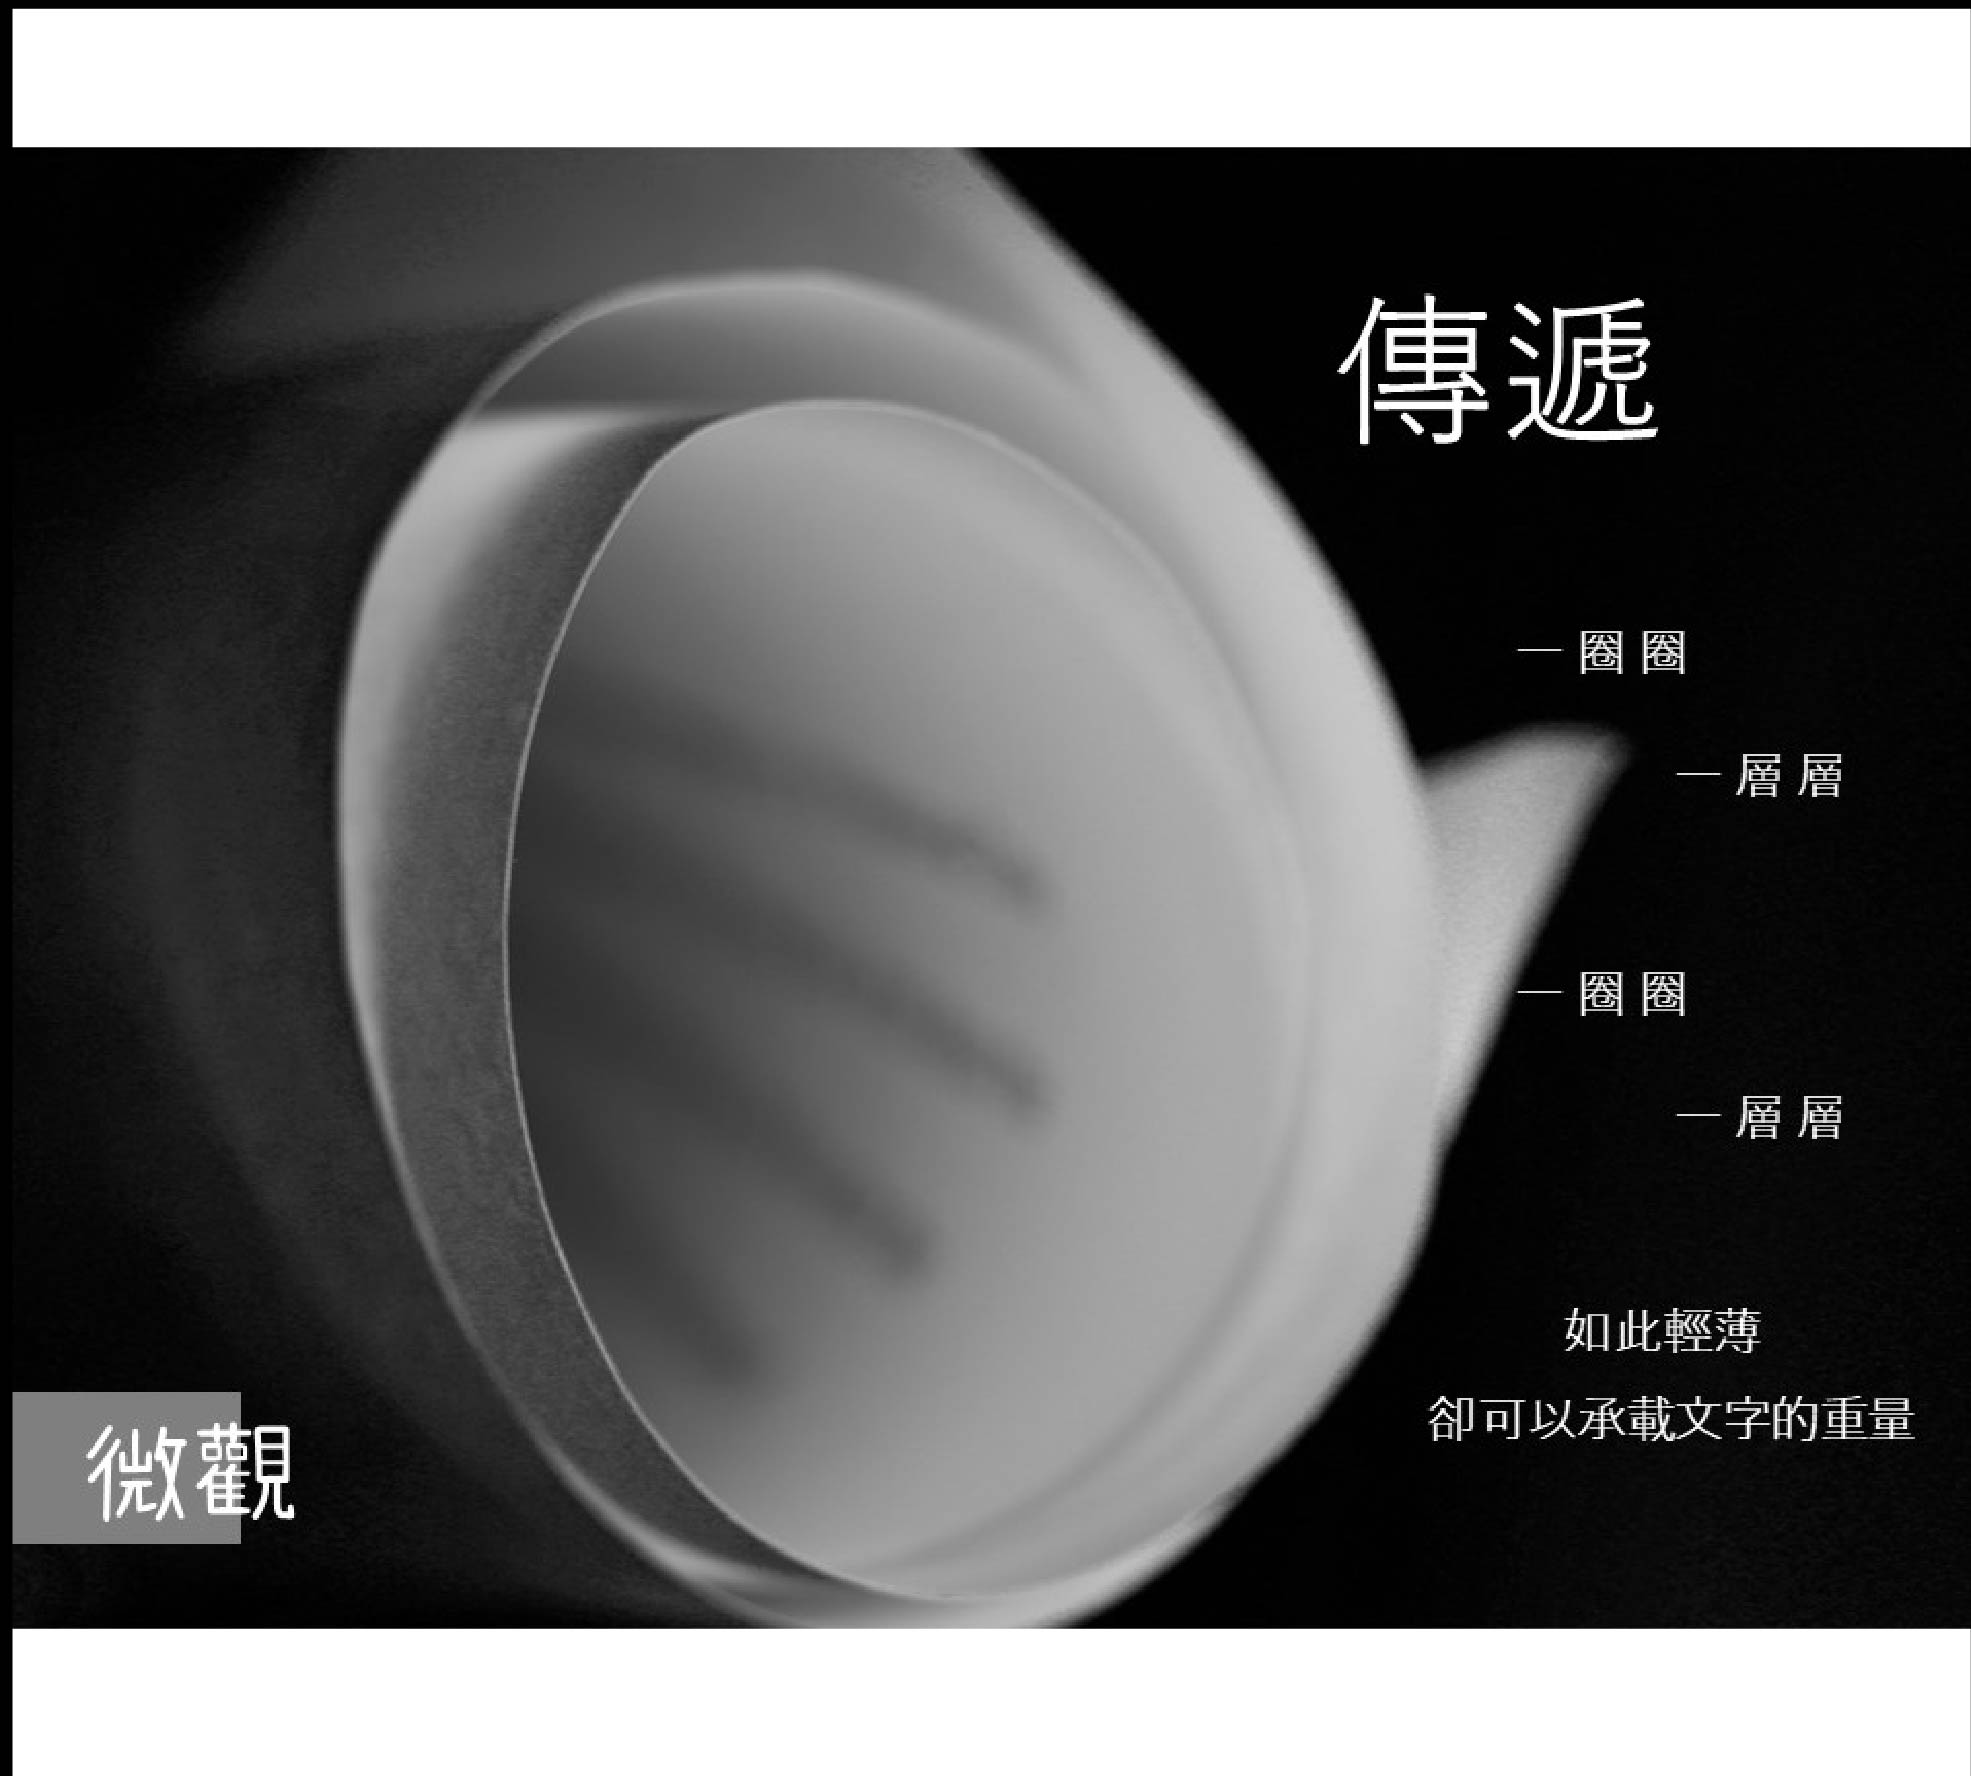 傳遞
一圈圈
一層層
一圈圈
一層層
如此輕薄
卻可以承載文字的重量
微觀